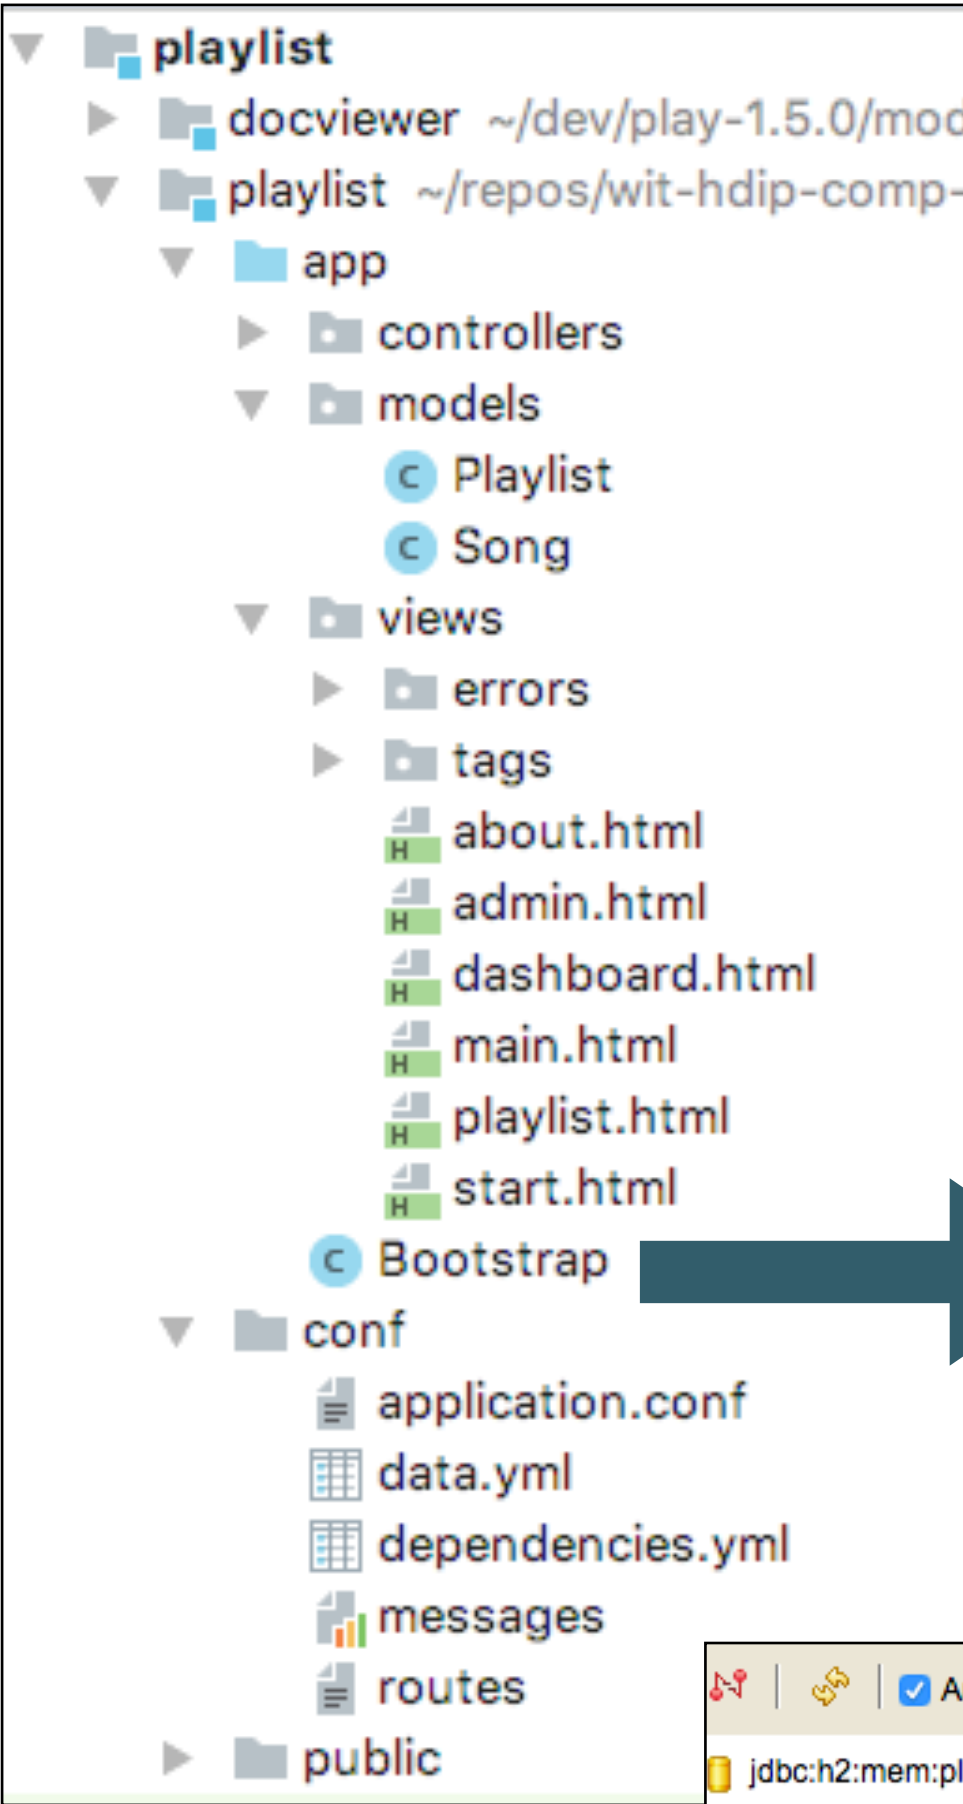 playlist
docviewer ~/dev/play-1.5.0/mod
playlist ~/repos/wit-hdip-comp-
app
controllers
models
C Playlist
C Song
views
errors
tags
H about.html
H admin.html
H dashboard.html
H main.html
H playlist.html
H start.html
C Bootstrap
conf
application.conf
data.yml
dependencies.yml
messages
routes
public
A
jdbc:h2:mem:pl